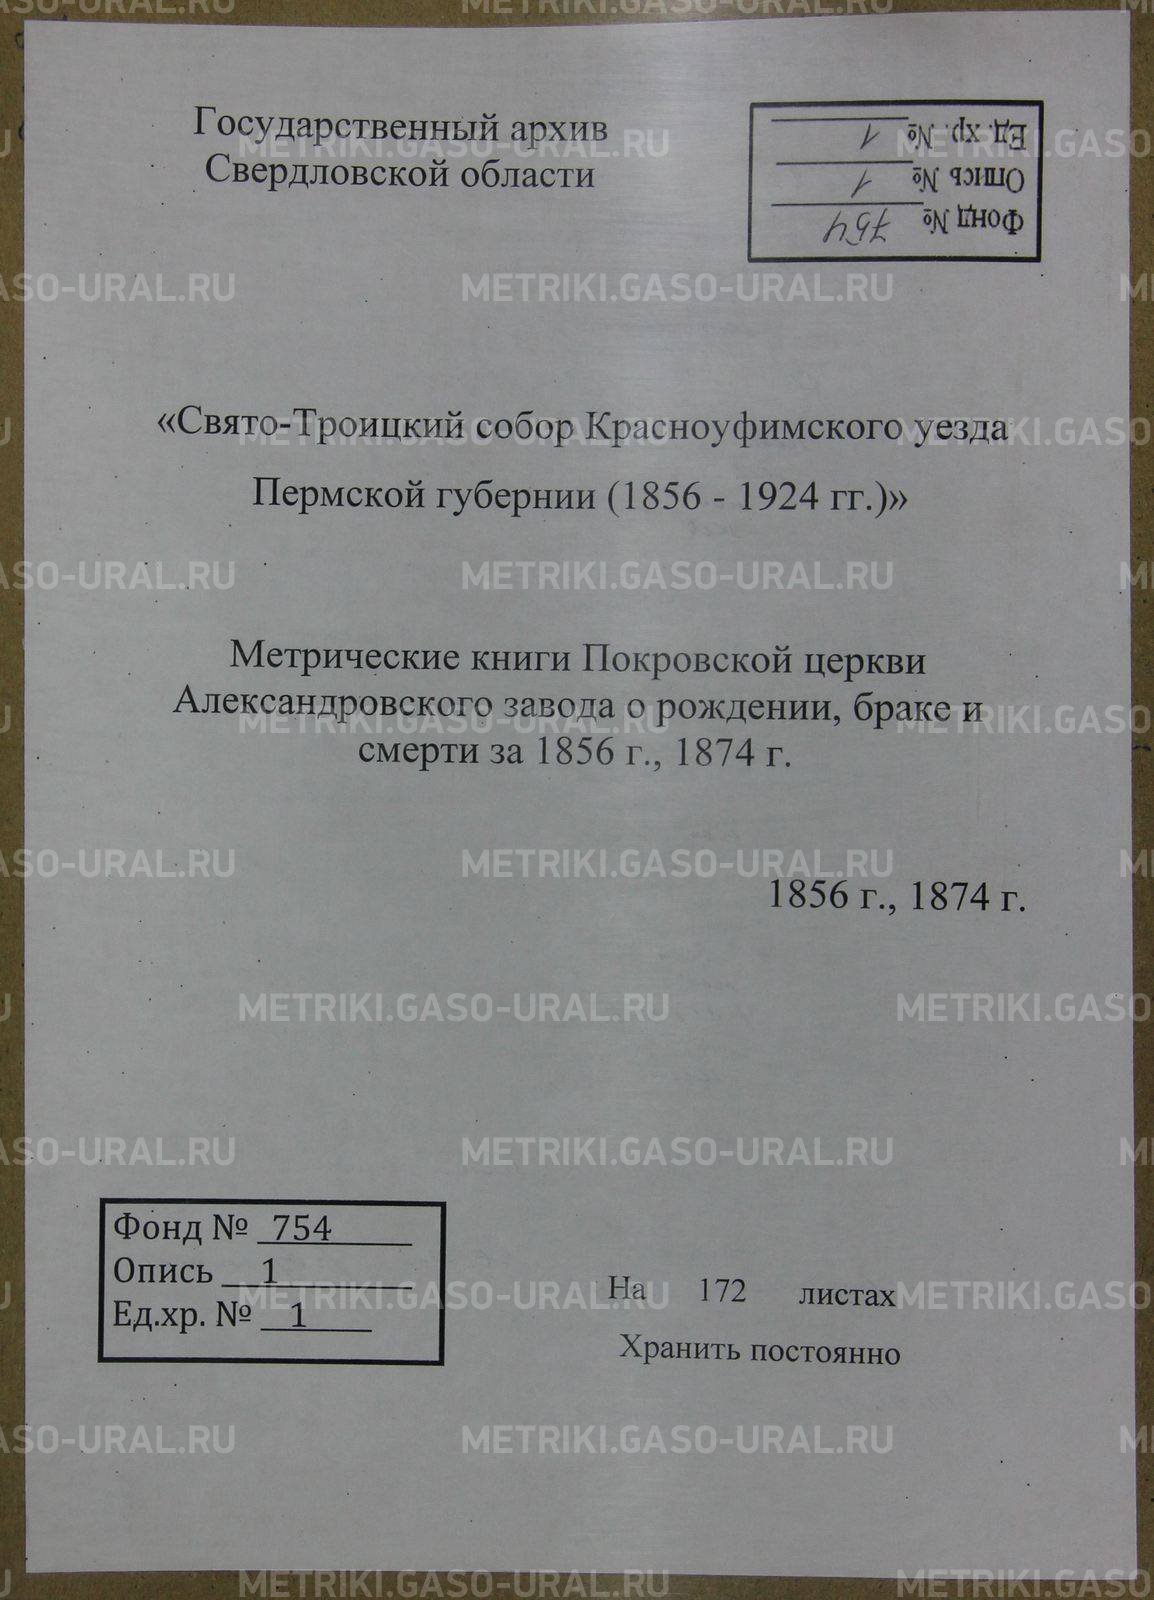 Государственный архив
Свердловской области
Фонд № 754
Опись № 1
Ед. хр. № 1
«Свято-Троицкий собор Красноуфимского уезда
Пермской губернии (1856 - 1924 гг.)»
Метрические книги Покровской церкви
Александровского завода о рождении, браке и
смерти за 1856 г., 1874 г.
1856 г., 1874 г.
Фонд № 754
Опись 1
Ед.хр. № 1
На 172 листах
Хранить постоянно
METRIKI.GASO-URAL.RU